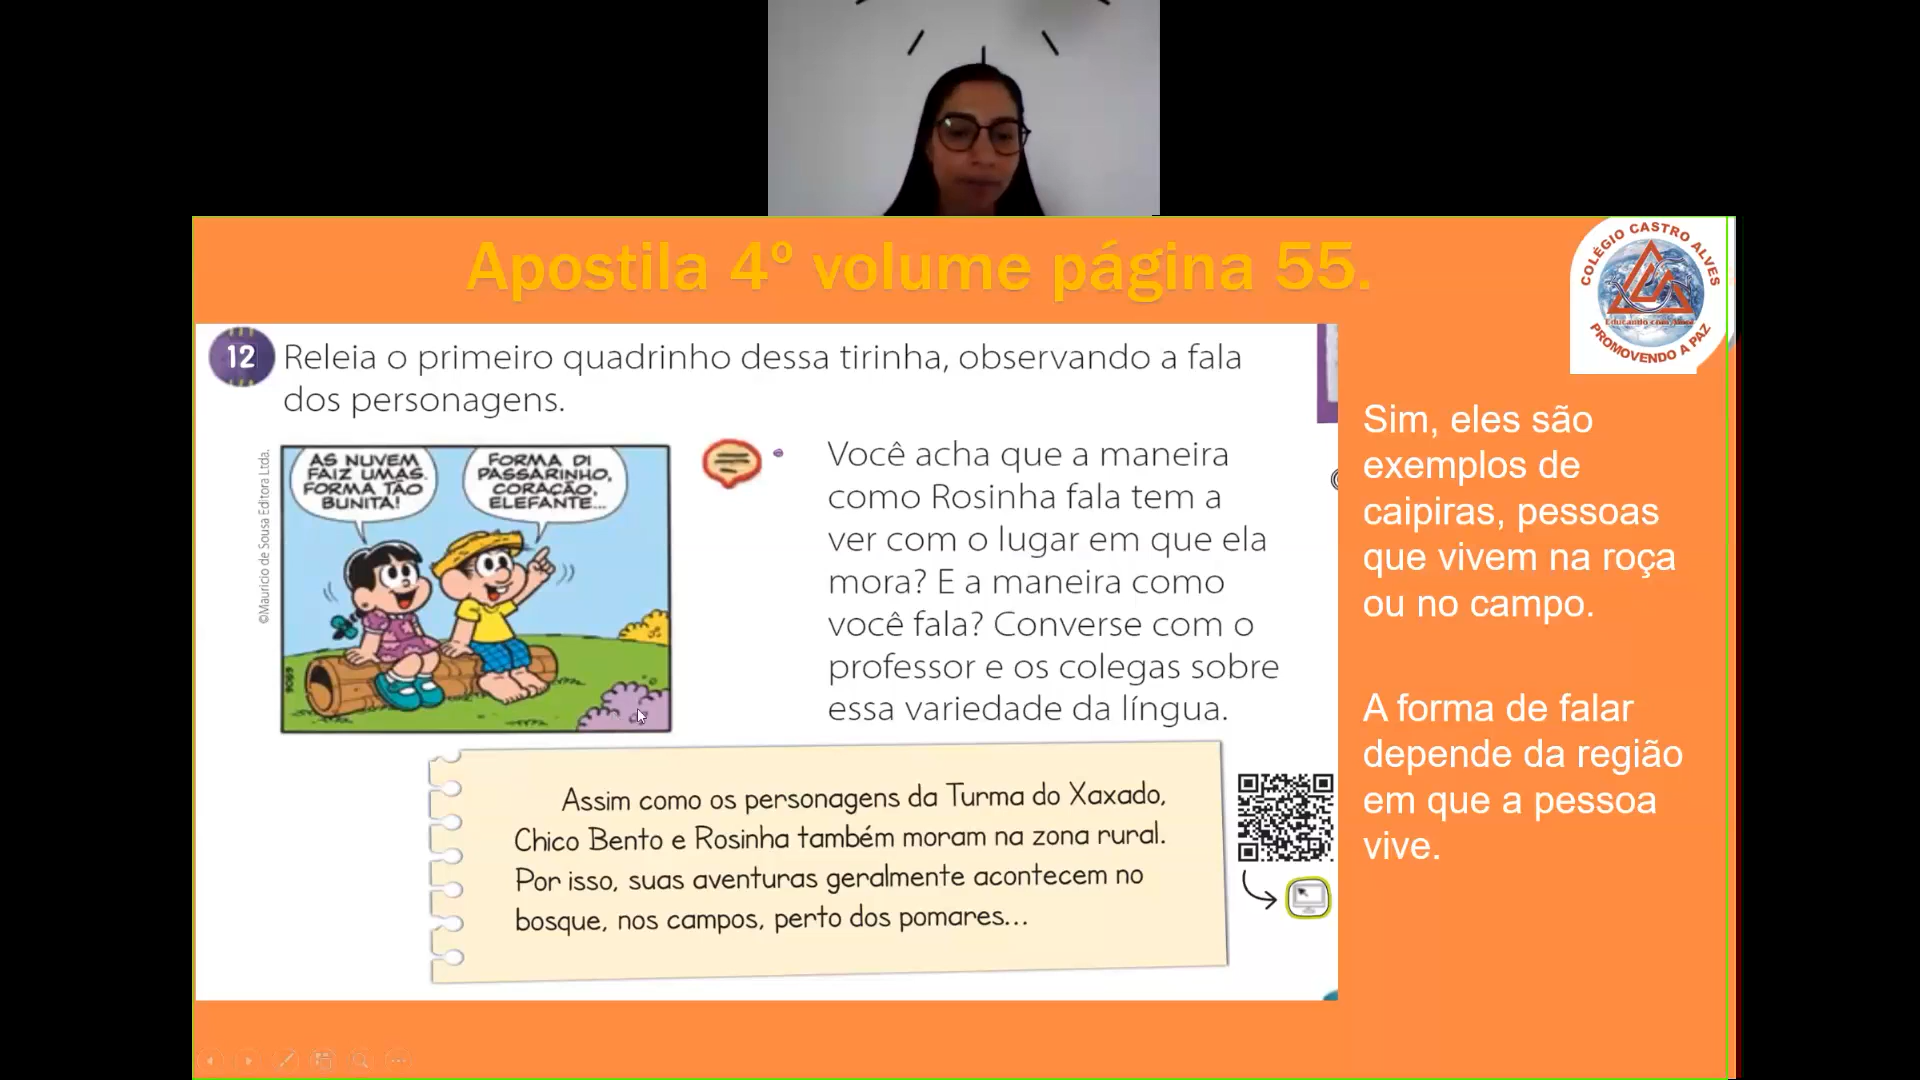 Apostila 4º volume página 55.
COLÉGIO CASTRO ALVES
PROMOVENDO A PAZ
12
Releia o primeiro quadrinho dessa tirinha, observando a fala
dos personagens.
©Mauricio de Sousa Editora Ltda.
AS NUVEM
FAIZ UMAS
FORMA TÃO
BUNITA!
FORMA DI
PASSARINHO,
CORAÇÃO,
ELEFANTE...
Você acha que a maneira
como Rosinha fala tem a
ver com o lugar em que ela
mora? E a maneira como
você fala? Converse com o
professor e os colegas sobre
essa variedade da língua.
Assim como os personagens da Turma do Xaxado,
Chico Bento e Rosinha também moram na zona rural.
Por isso, suas aventuras geralmente acontecem no
bosque, nos campos, perto dos pomares...
Sim, eles são
exemplos de
caipiras, pessoas
que vivem na roça
ou no campo.
A forma de falar
depende da região
em que a pessoa
vive.